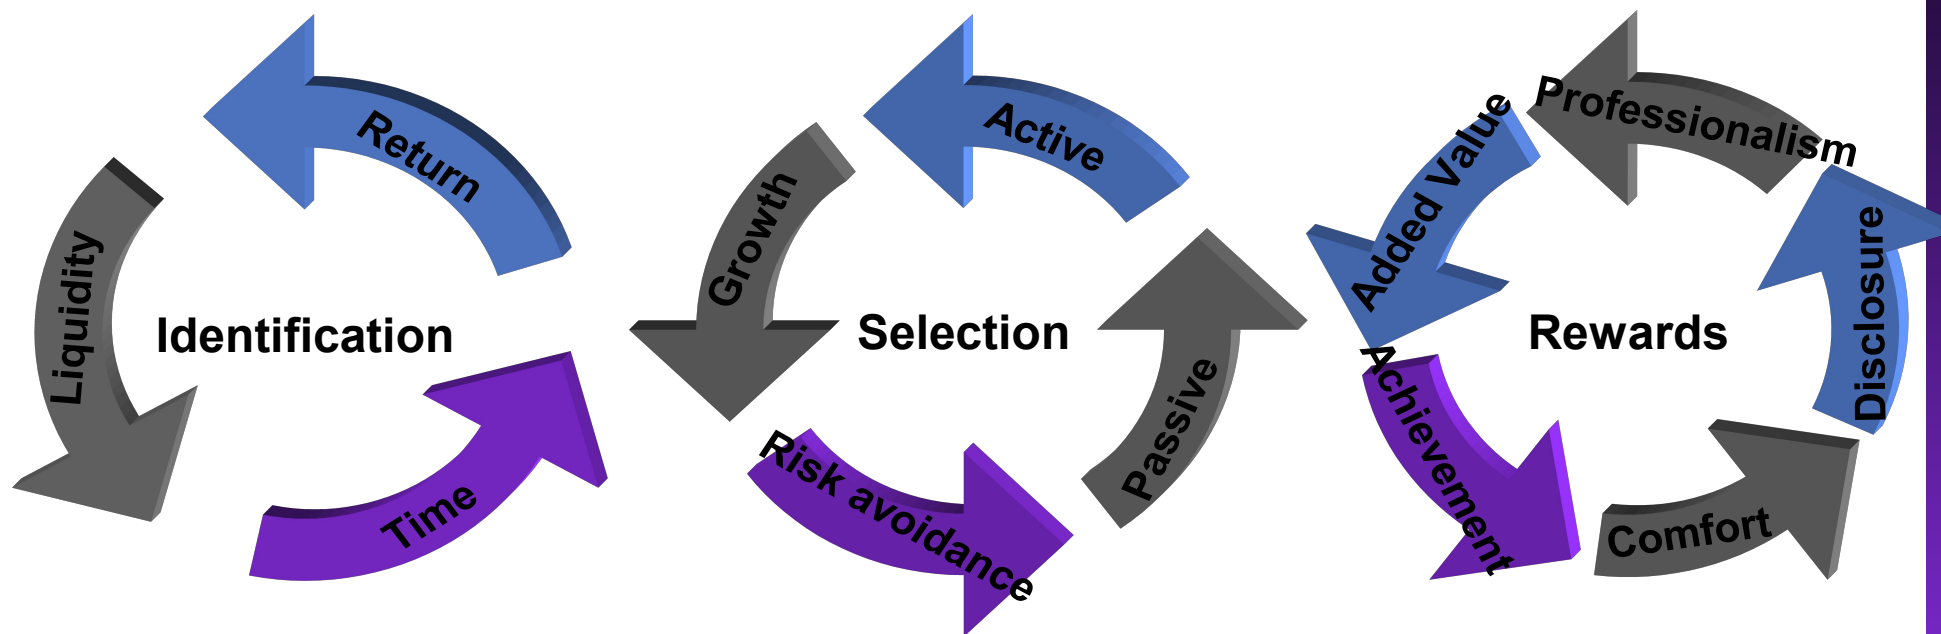 Return
Liquidity
Identification
Time
Active
Growth
Selection
Passive
Risk avoidance
Professionalism
Added Value
Rewards
Disclosure
Achievement
Comfort